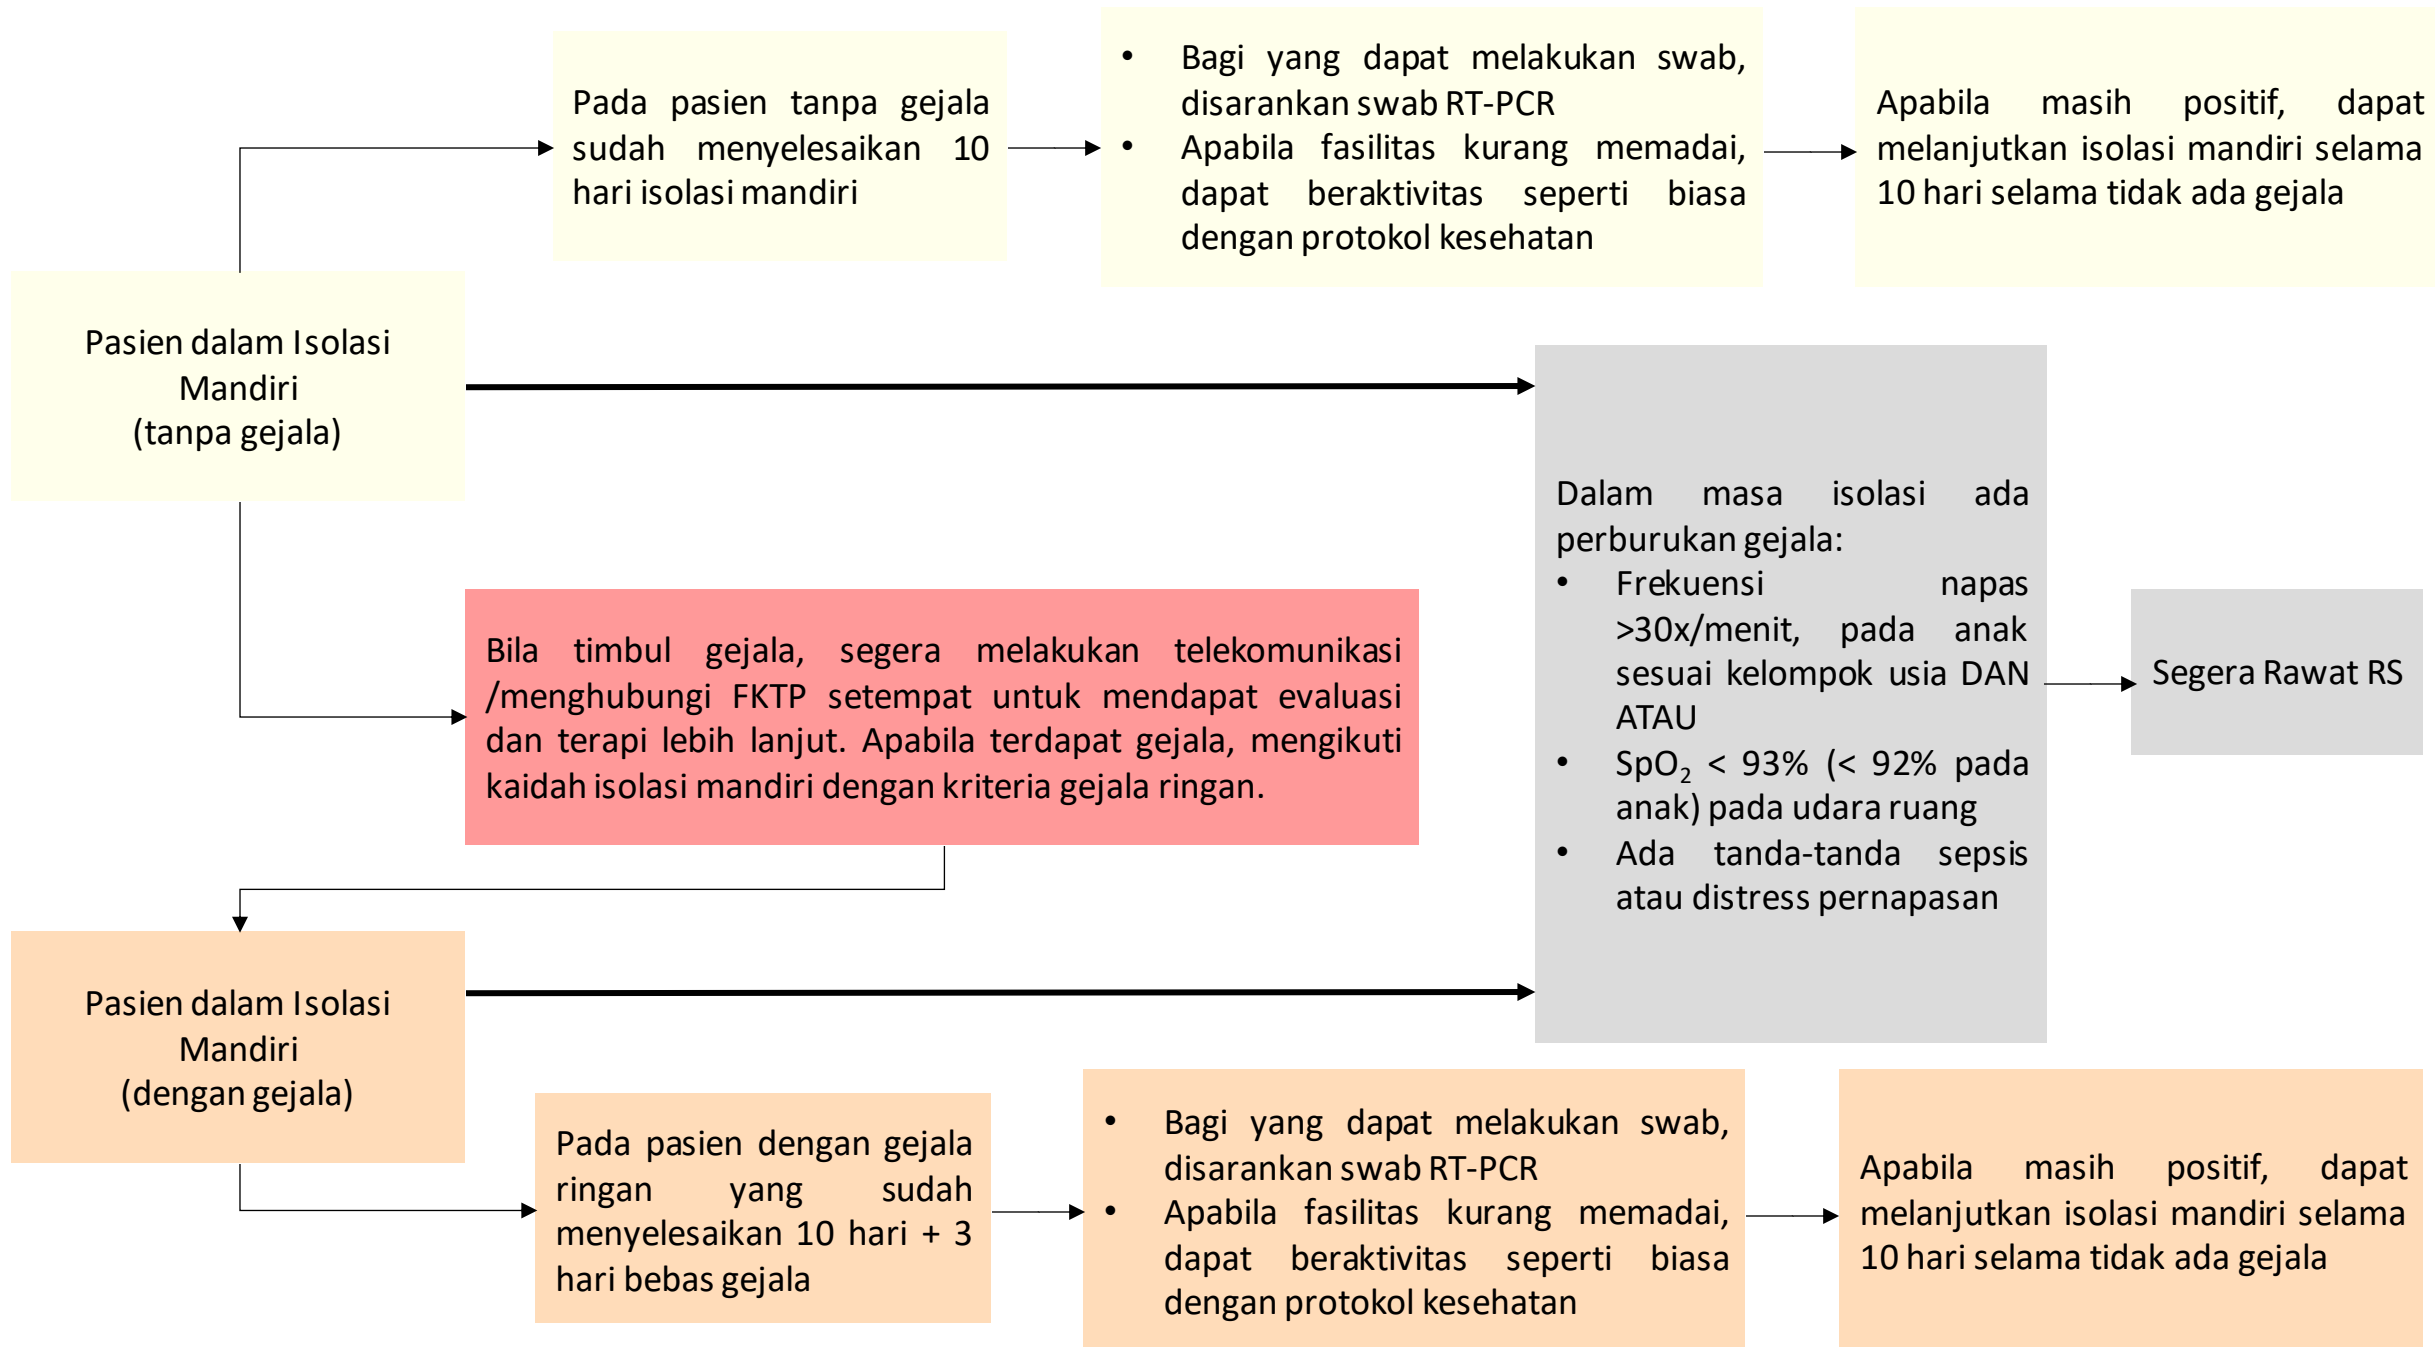 Pada pasien tanpa gejala
sudah menyelesaikan 10
hari isolasi mandiri
• Bagi yang dapat melakukan swab,
disarankan swab RT-PCR
• Apabila fasilitas kurang memadai,
dapat beraktivitas seperti biasa
dengan protokol kesehatan
Apabila masih positif, dapat
melanjutkan isolasi mandiri selama
10 hari selama tidak ada gejala
Pasien dalam Isolasi
Mandiri
(tanpa gejala)
Bila timbul gejala, segera melakukan telekomunikasi
/menghubungi FKTP setempat untuk mendapat evaluasi
dan terapi lebih lanjut. Apabila terdapat gejala, mengikuti
kaidah isolasi mandiri dengan kriteria gejala ringan.
Dalam masa isolasi ada
perburukan gejala:
• Frekuensi napas
>30x/menit, pada anak
sesuai kelompok usia DAN
ATAU
• SpO₂ < 93% (< 92% pada
anak) pada udara ruang
• Ada tanda-tanda sepsis
atau distress pernapasan
Segera Rawat RS
Pasien dalam Isolasi
Mandiri
(dengan gejala)
Pada pasien dengan gejala
ringan yang sudah
menyelesaikan 10 hari + 3
hari bebas gejala
• Bagi yang dapat melakukan swab,
disarankan swab RT-PCR
• Apabila fasilitas kurang memadai,
dapat beraktivitas seperti biasa
dengan protokol kesehatan
Apabila masih positif, dapat
melanjutkan isolasi mandiri selama
10 hari selama tidak ada gejala